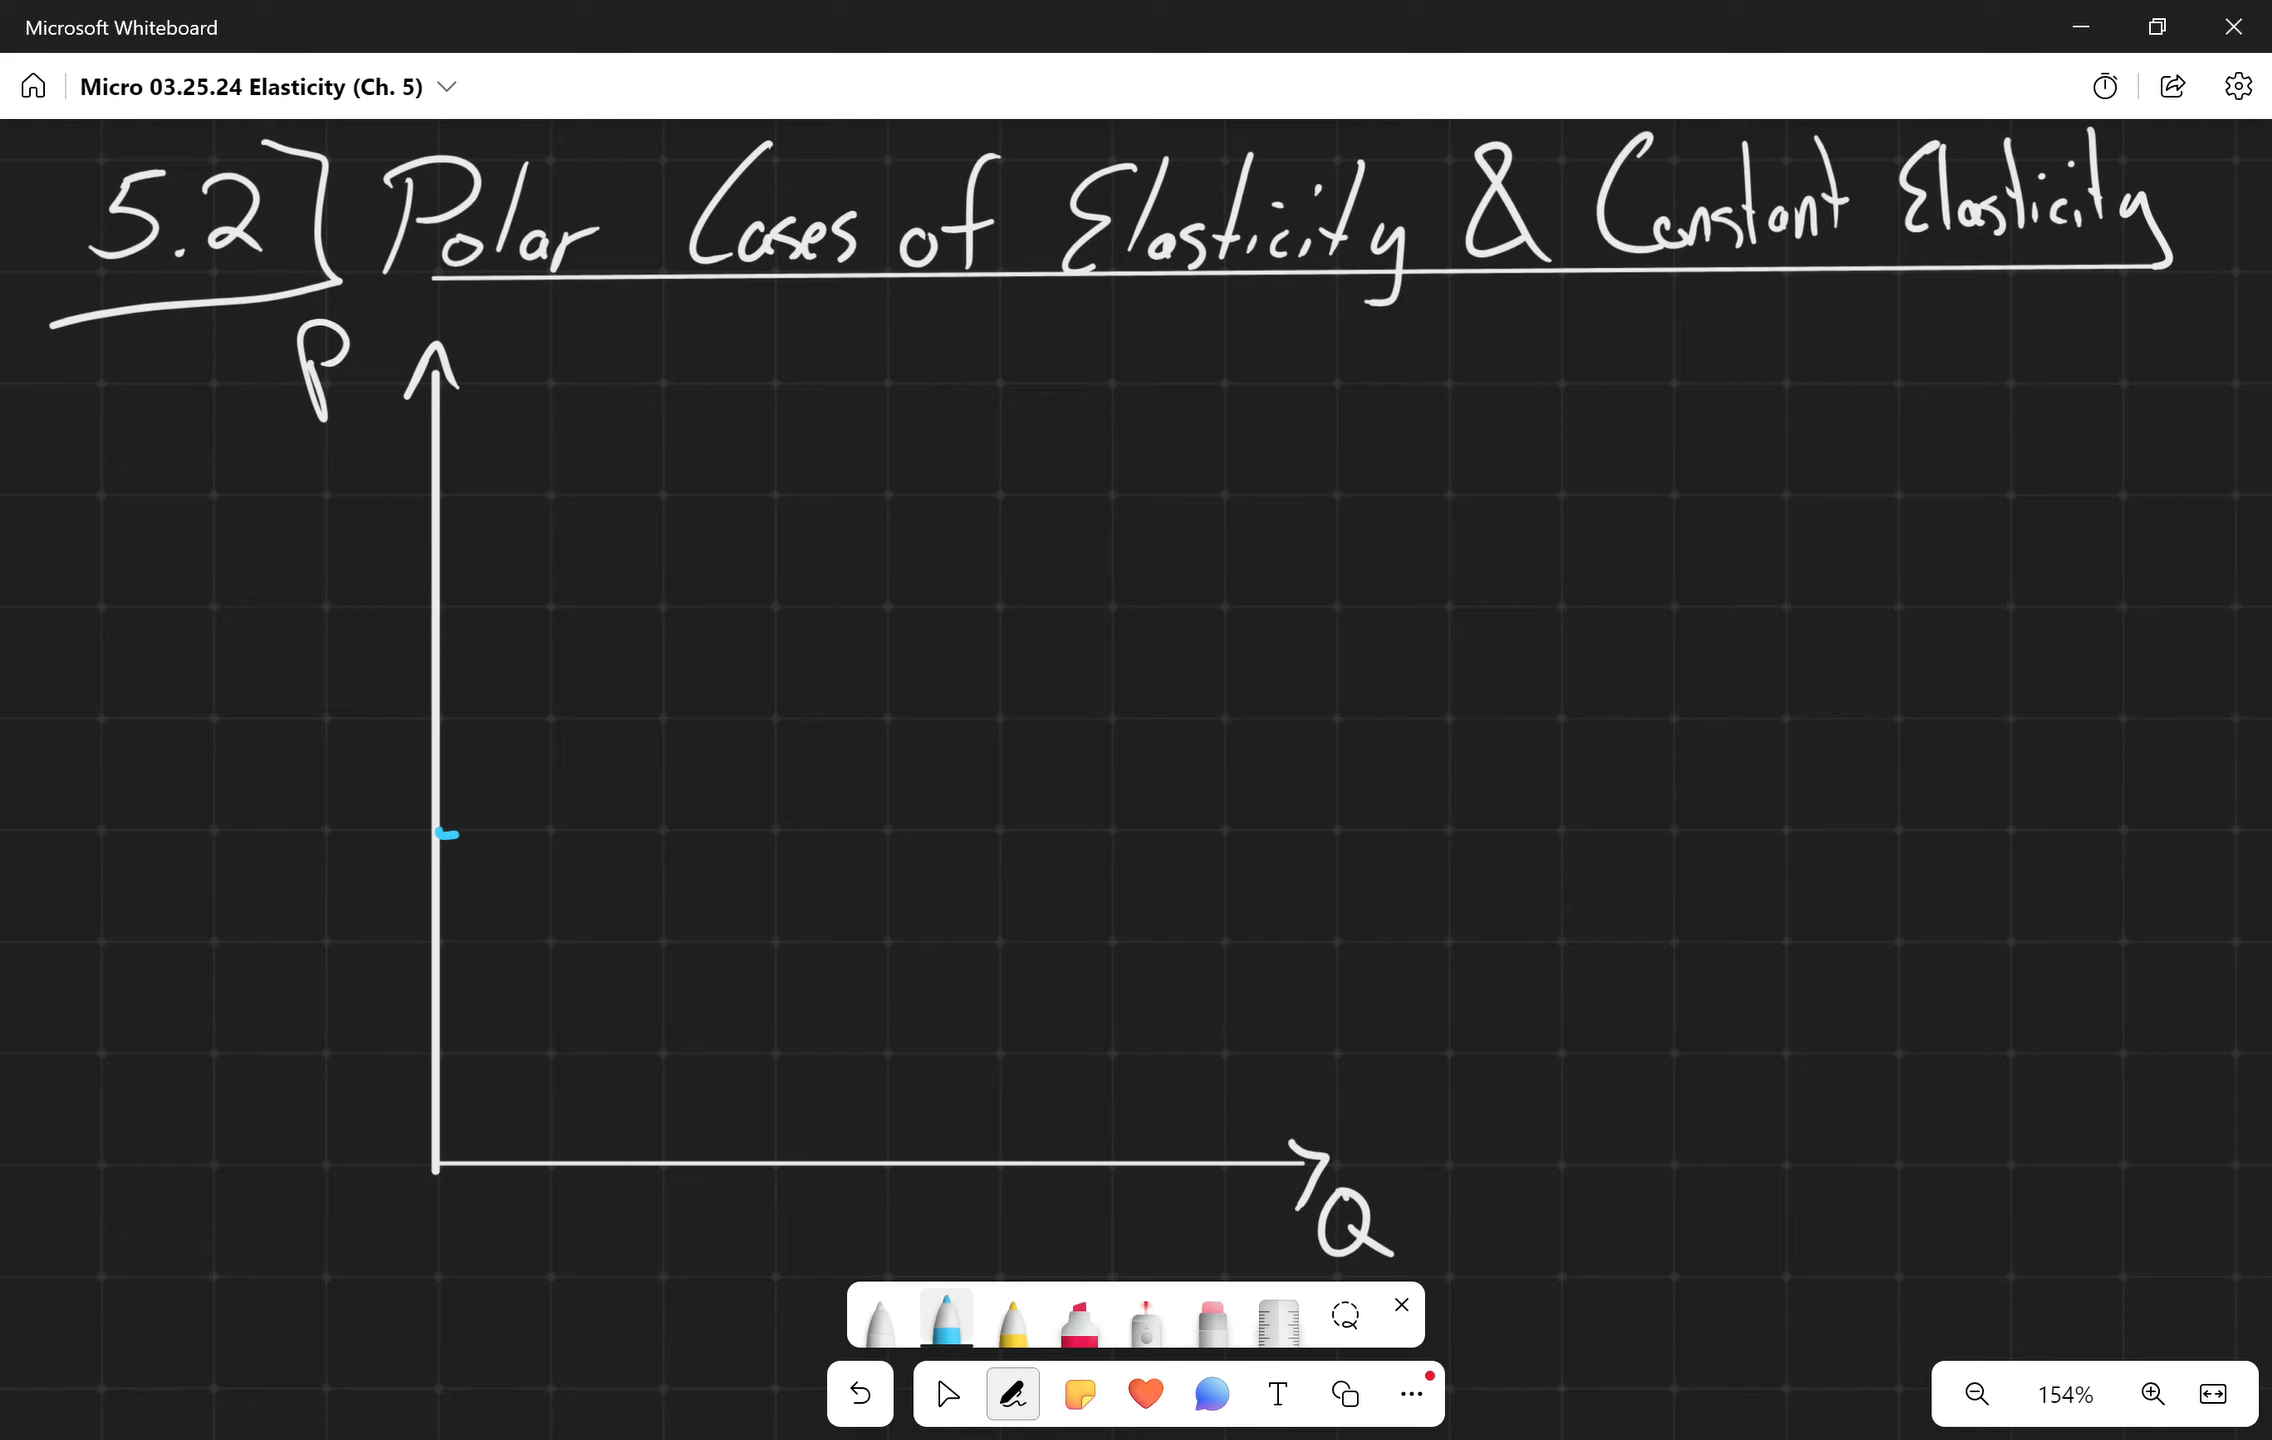 Microsoft Whiteboard
Micro 03.25.24 Elasticity (Ch. 5)
5.2] Polar Cases of Elasticity & Constant Elasticity
P
Q
T
154%